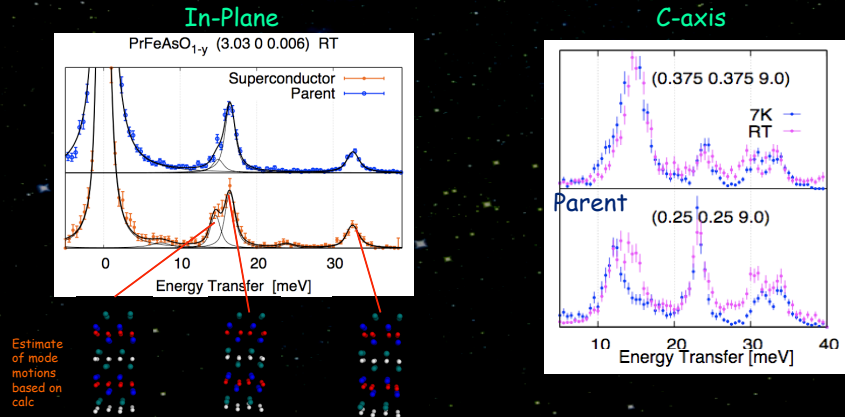 In-Plane
PrFeAsO1-y (3.03 0 0.006) RT
Superconductor
Parent
0 10 20 30
Energy Transfer [meV]
Estimate
of mode
motions
based on
calc
C-axis
(0.375 0.375 9.0)
7K
RT
Parent
(0.25 0.25 9.0)
10 20 30 40
Energy Transfer [meV]